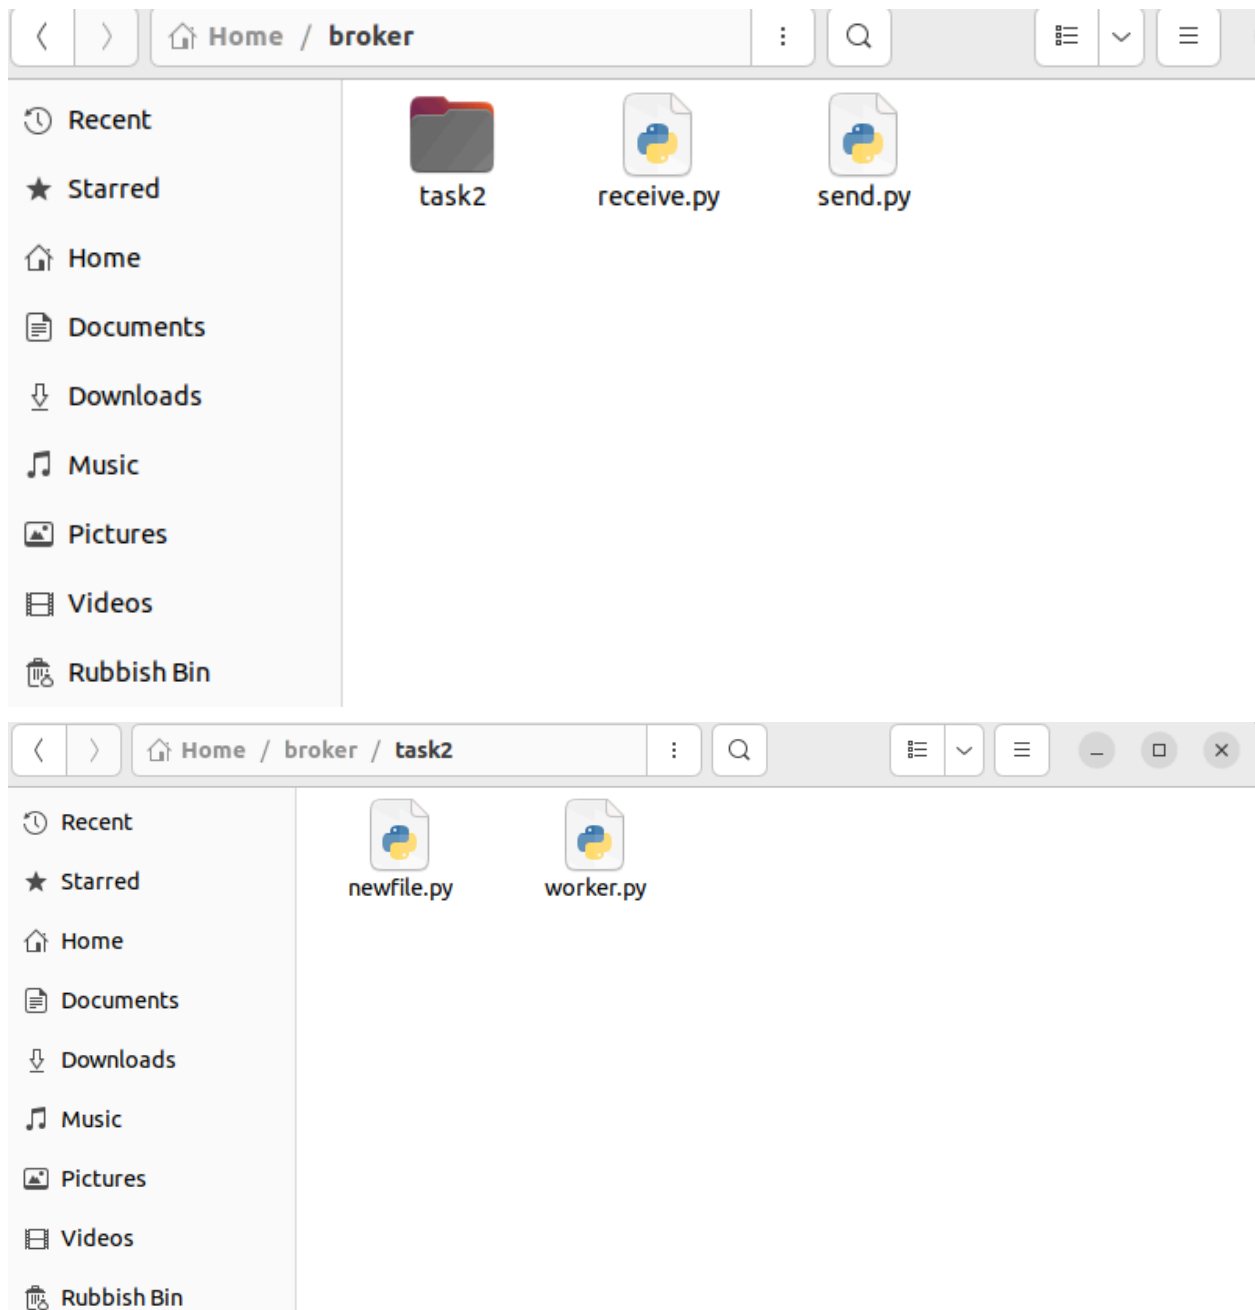 Home / broker
Recent
Starred
Home
Documents
Downloads
Music
Pictures
Videos
Rubbish Bin
task2 receive.py send.py
Home / broker / task2
Recent
Starred
Home
Documents
Downloads
Music
Pictures
Videos
Rubbish Bin
newfile.py worker.py